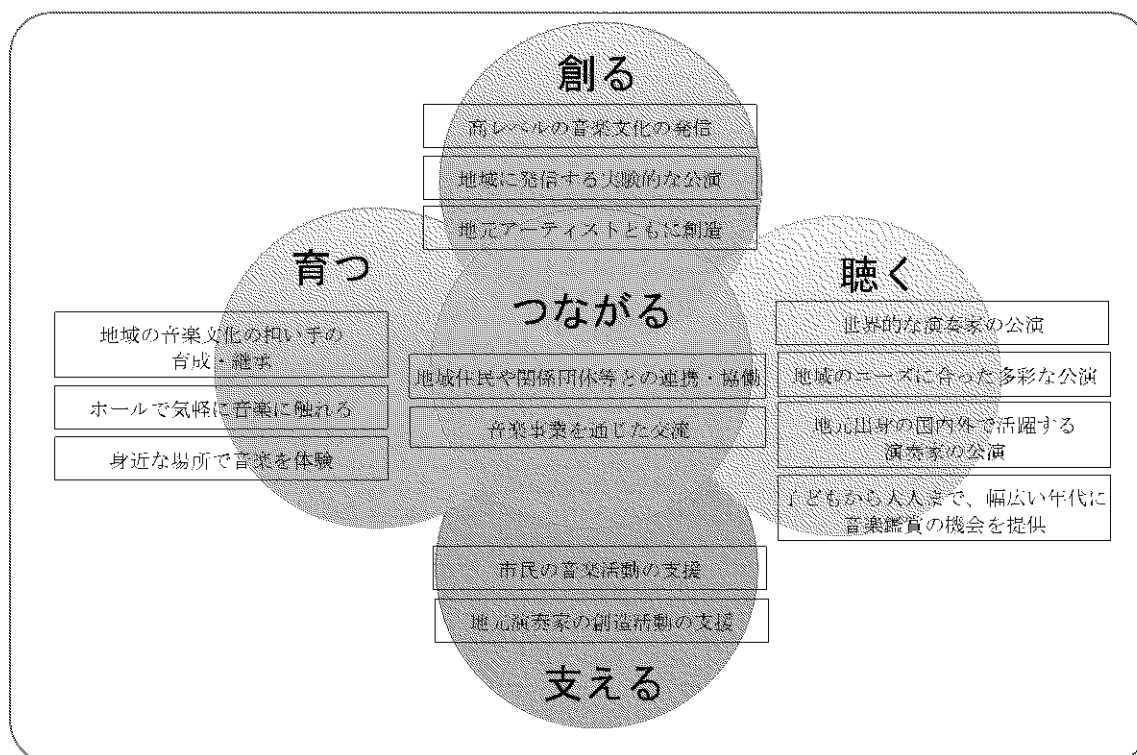 創る
高レベルの音楽文化の発信
地域に発信する実験的な公演
地元アーティストともに創造
育つ
地域の音楽文化の担い手の
育成・継承
ホールで気軽に音楽に触れる
身近な場所で音楽を体験
つながる
地域住民や関係団体等との連携・協働
音楽事業を通じた交流
聴く
世界的な演奏家の公演
地域のニーズに合った多彩な公演
地元出身の国内外で活躍する
演奏家の公演
子どもから大人まで、幅広い年代に
音楽鑑賞の機会を提供
市民の音楽活動の支援
地元演奏家の創造活動の支援
支える